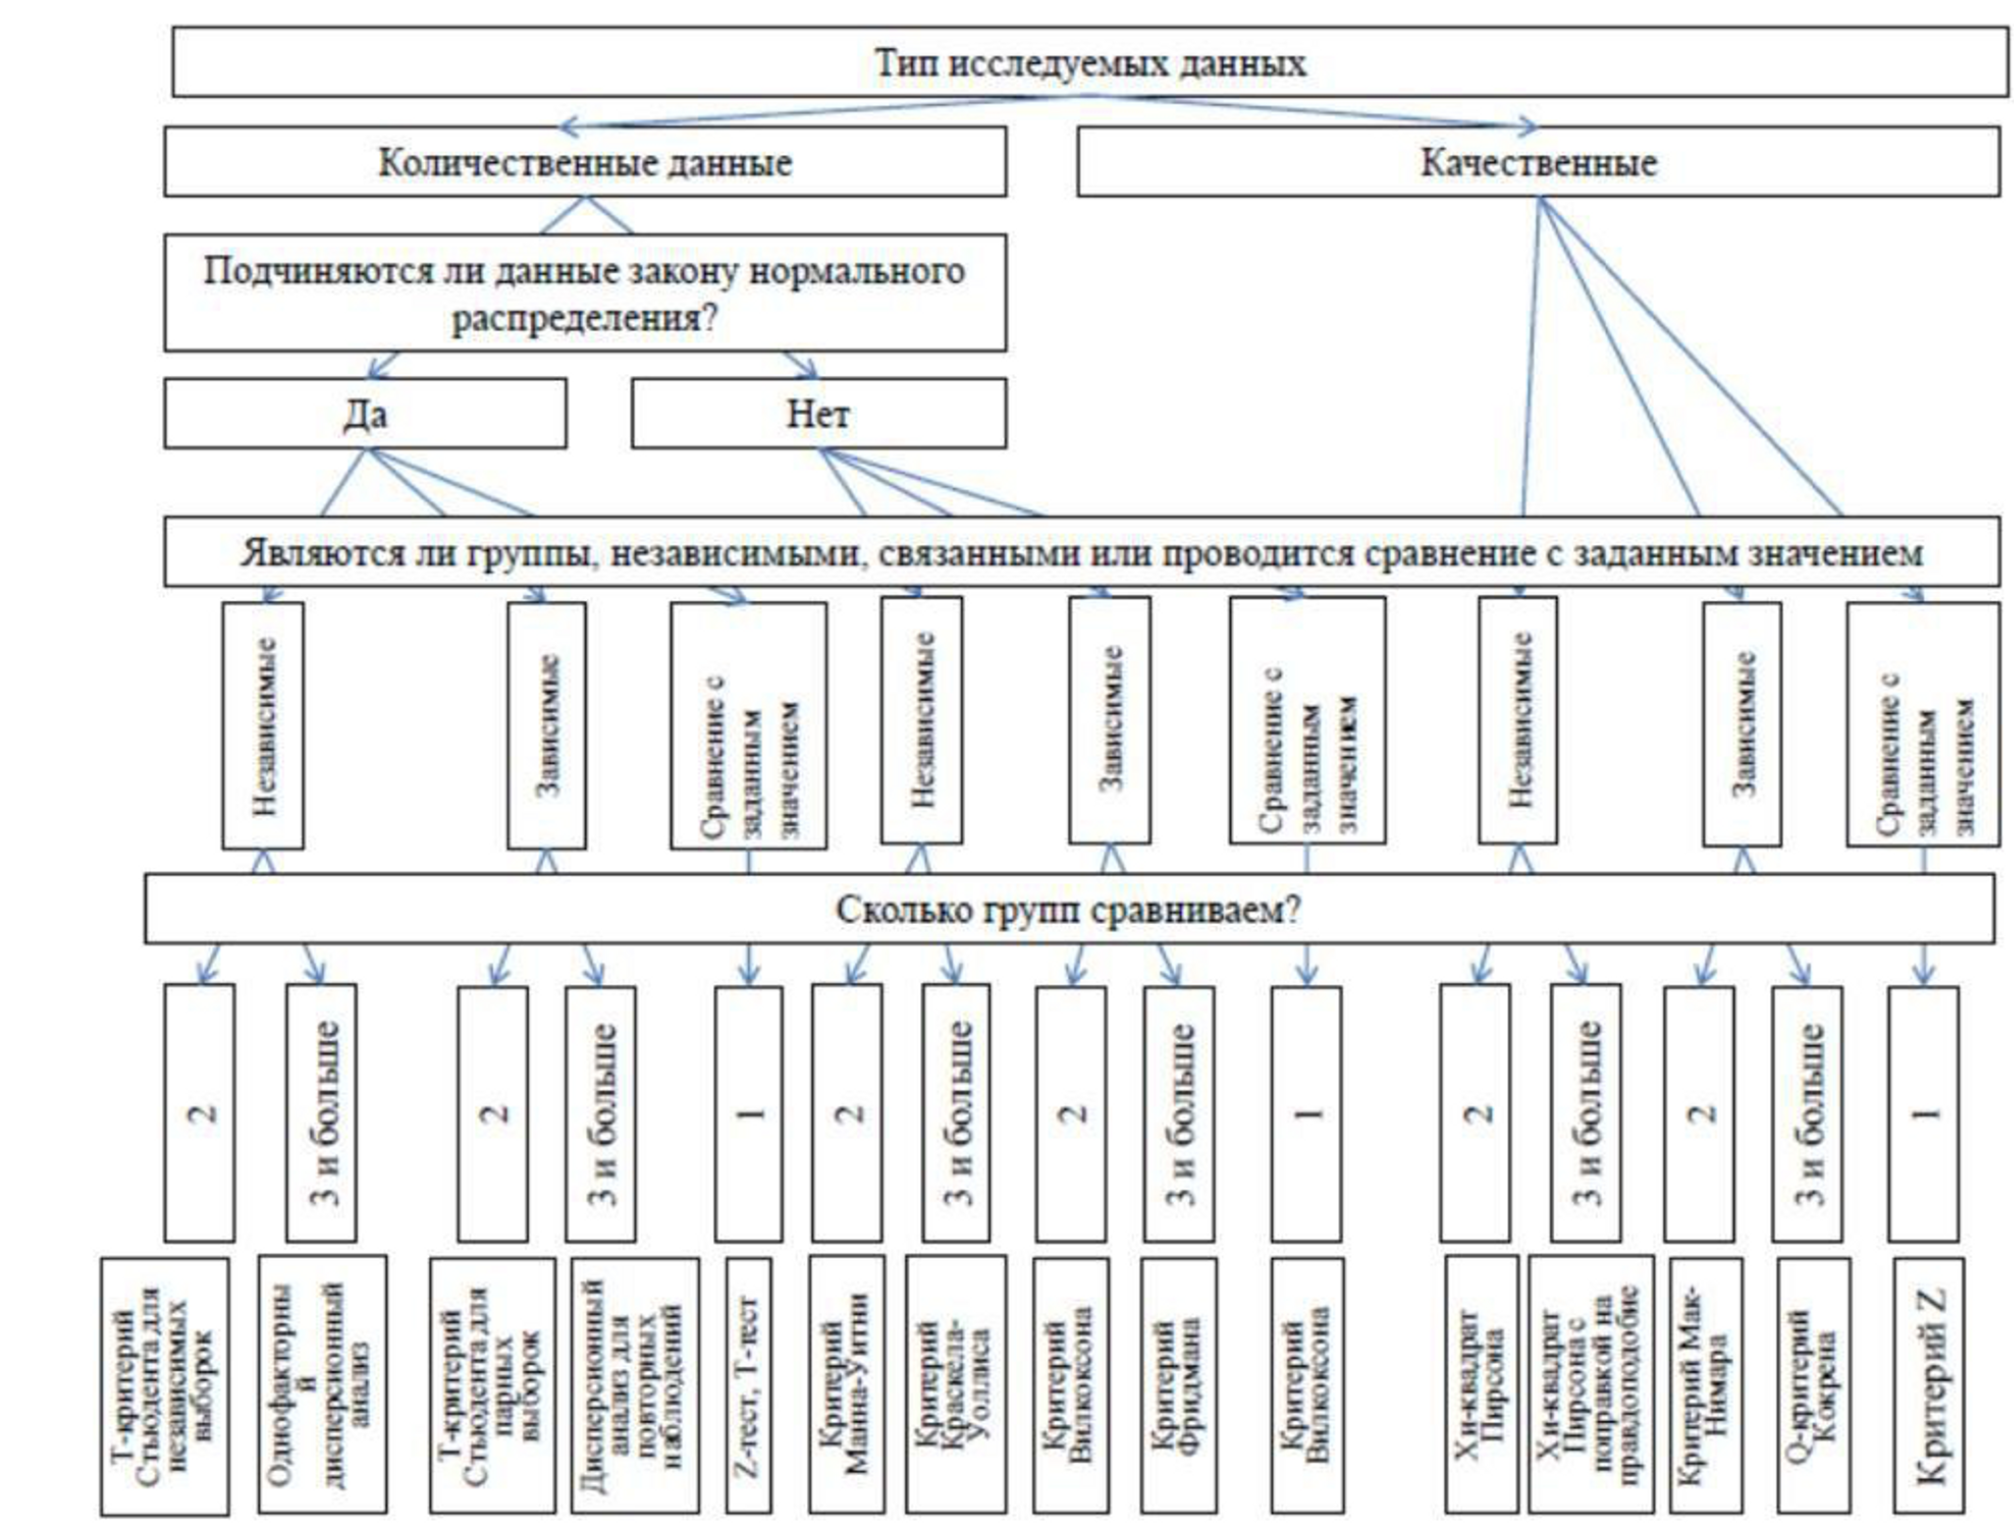 Тип исследуемых данных
Количественные данные
Качественные
Подчиняются ли данные закону нормального
распределения?
Да
Нет
Являются ли группы, независимыми, связанными или проводится сравнение с заданным значением
Независимые
Зависимые
Сравнение с
заданным
значением
Независимые
Зависимые
Сравнение с
заданным
значением
Независимые
Зависимые
Сравнение с
заданным
значением
Сколько групп сравниваем?
2
3 и больше
2
3 и больше
1
2
3 и больше
2
3 и больше
1
2
3 и больше
2
3 и больше
1
Т-критерий
Стьюдента для
независимых
выборок
Однофакторны
й
дисперсионный
анализ
Т-критерий
Стьюдента для
парных
выборок
Дисперсионный
анализ для
повторных
наблюдений
Z-тест, Т-тест
Критерий
Манна-Уитни
Критерий
Краскела-
Уоллиса
Критерий
Вилкоксона
Критерий
Фридмана
Критерий
Вилкоксона
Хи-квадрат
Пирсона
Хи-квадрат
Пирсона с
поправкой на
правдоподобие
Критерий Мак-
Нимара
Q-критерий
Кокрена
Критерий Z